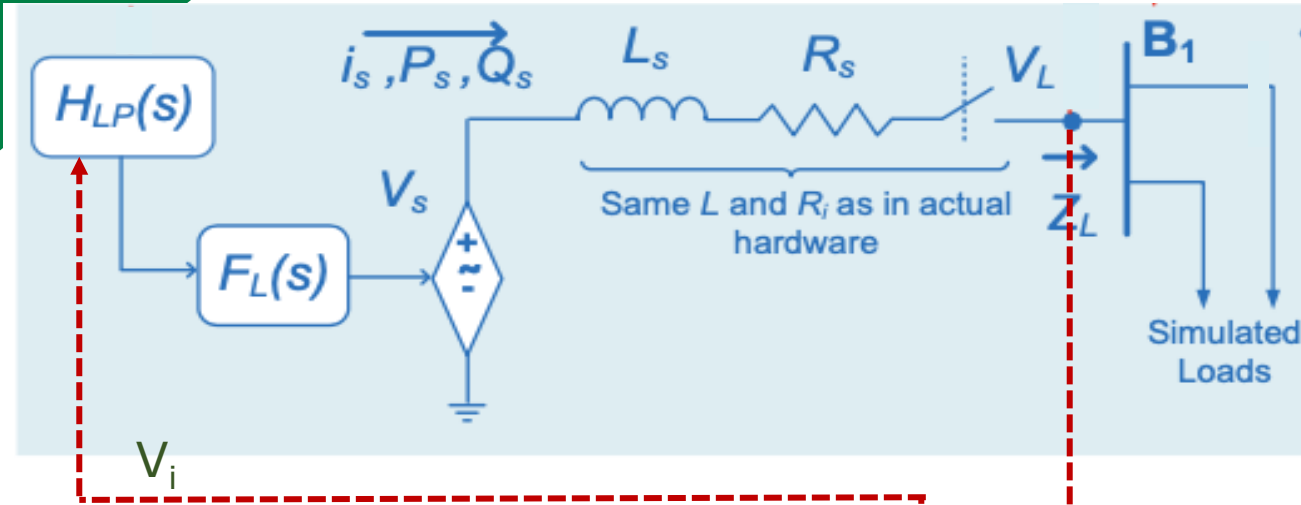 H_LP(s)
i_s ,P_s ,Q_s
L_s
R_s
V_L
B_1
F_L(s)
V_s
+
~
-
Same L and R_i as in actual
hardware
Z_L
Simulated
Loads
V_i